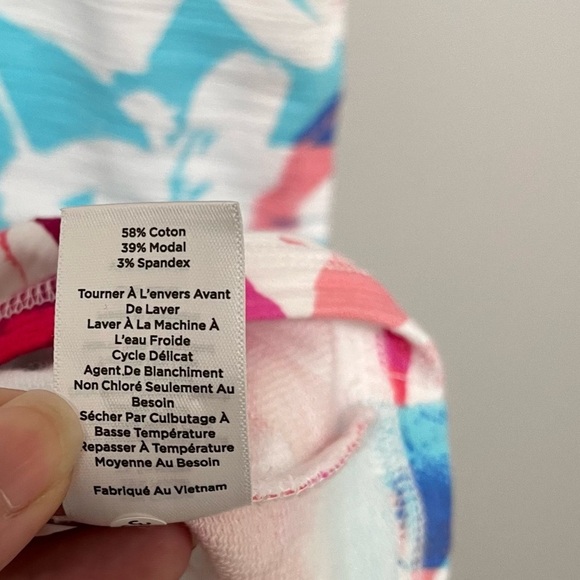 58% Coton
39% Modal
3% Spandex
Tourner À L'envers Avant
De Laver
Laver À La Machine À
L'eau Froide
Cycle Délicat
Agent.De Blanchiment
Non Chloré Seulement Au
Besoin
Sécher Par Culbutage À
Basse Température
Repasser À Température
Moyenne Au Besoin
Fabriqué Au Vietnam